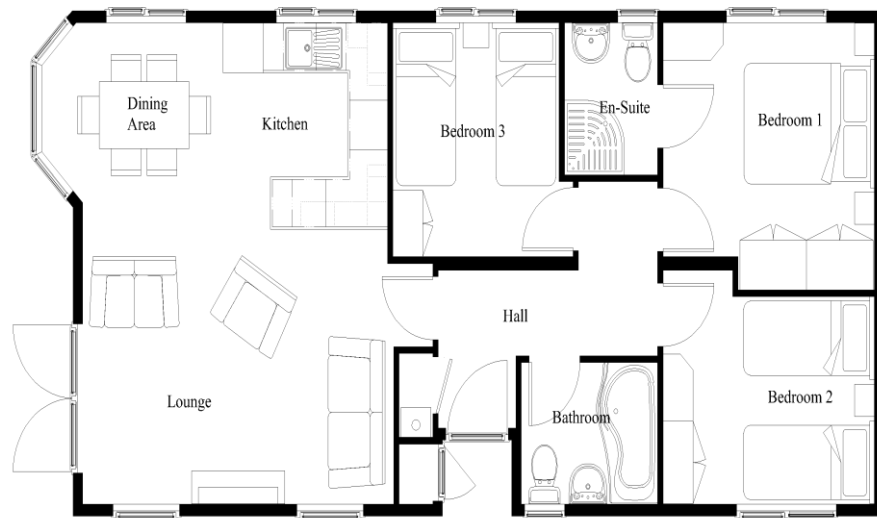 Dining
Area
Kitchen
Bedroom 3
En-Suite
Bedroom 1
Hall
Lounge
Bathroom
Bedroom 2